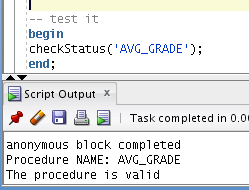 -- test it
begin
checkStatus('AVG_GRADE');
end;
Script Output x
Task completed in 0.00
anonymous block completed
Procedure NAME: AVG_GRADE
The procedure is valid